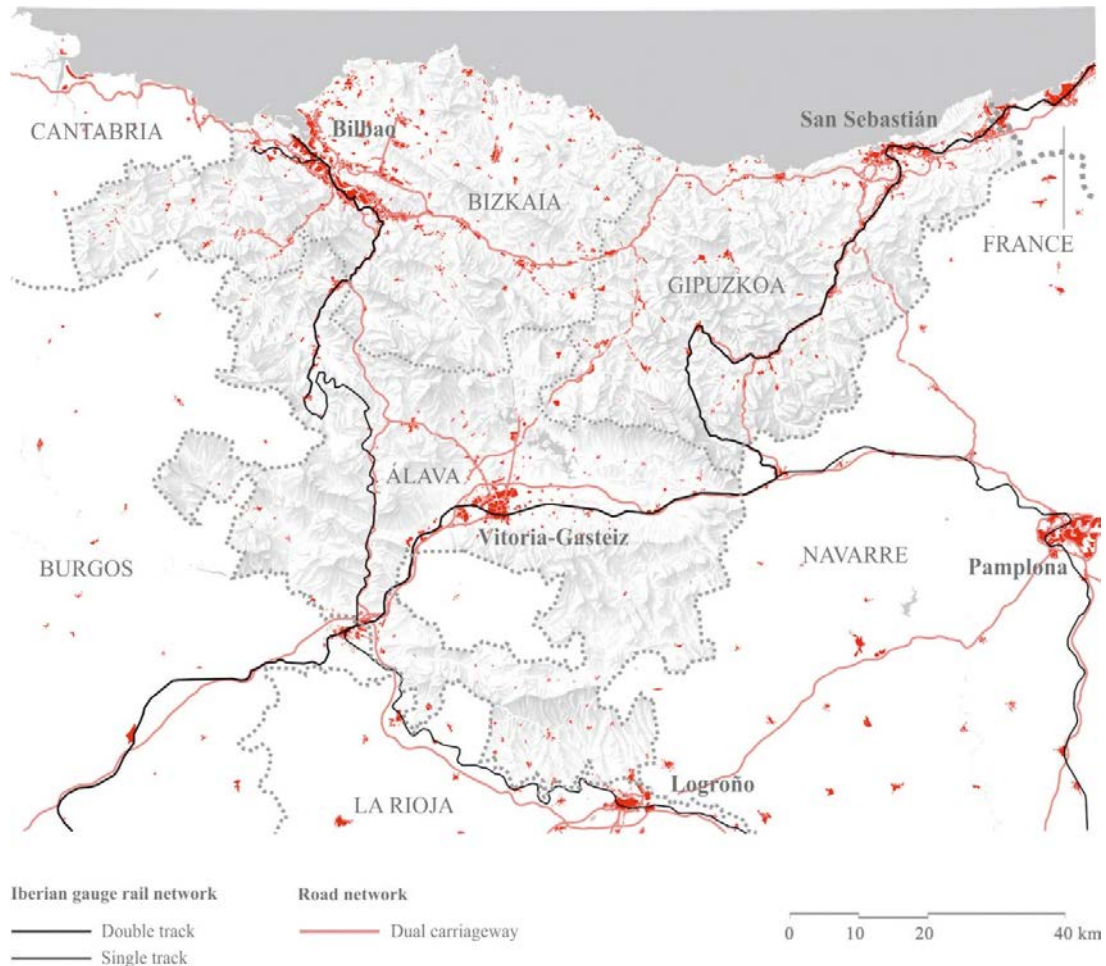 CANTABRIA
Bilbao
San Sebastián
BIZKAIA
FRANCE
GIPUZKOA
ÁLAVA
Vitoria-Gasteiz
BURGOS
NAVARRE
Pamplona
LA RIOJA
Logroño
Iberian gauge rail network
Double track
Single track
Road network
Dual carriageway
0 10 20 40 km